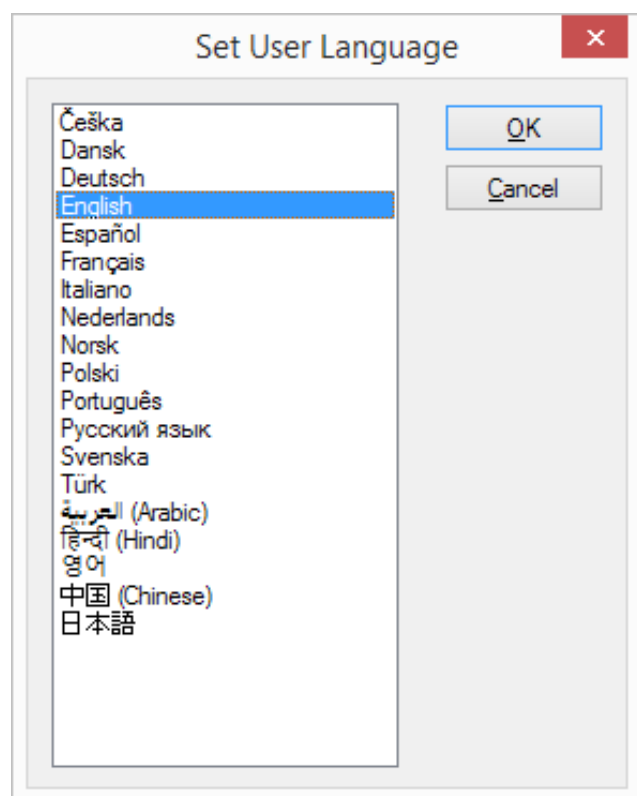 Set User Language
Češka
Dansk
Deutsch
English
Español
Français
Italiano
Nederlands
Norsk
Polski
Português
Русский язык
Svenska
Türk
العربية (Arabic)
हिन्दी (Hindi)
영어
中国 (Chinese)
日本語
OK
Cancel